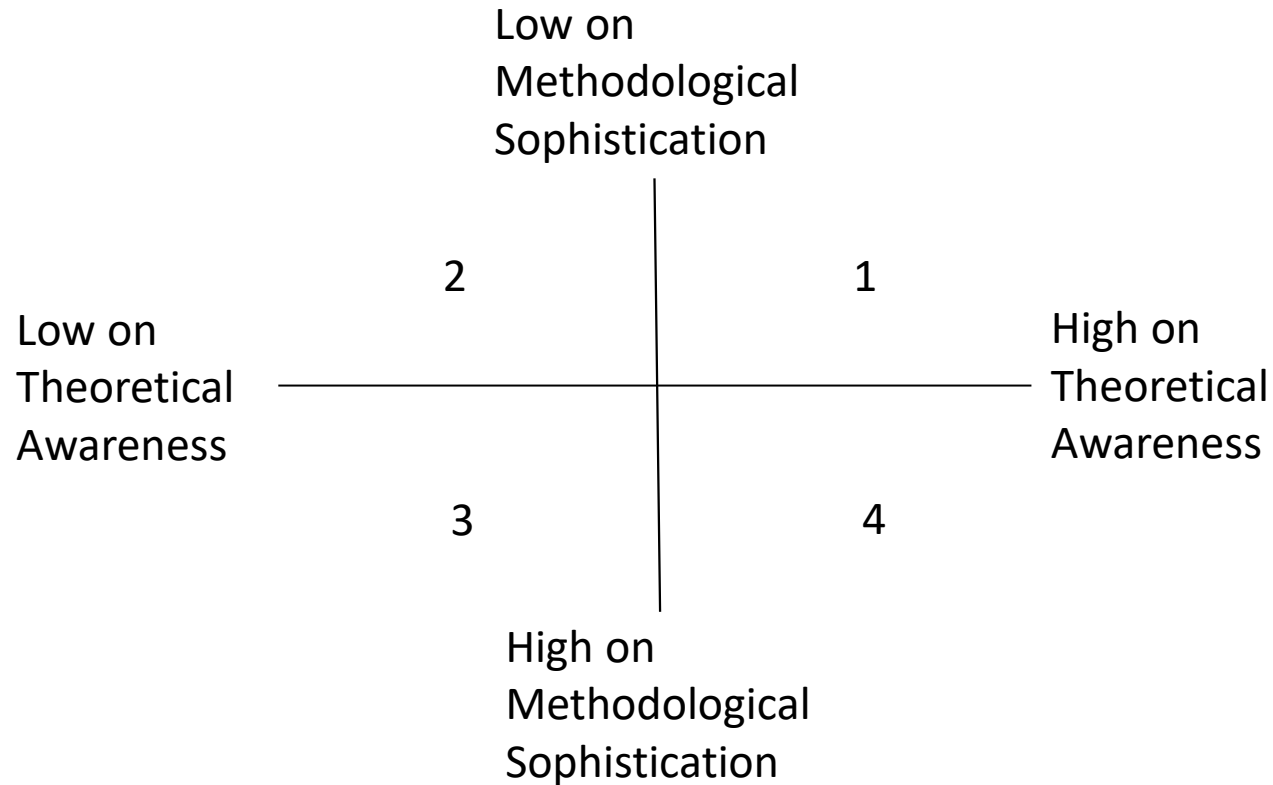 Low on
Methodological
Sophistication
2
1
Low on
Theoretical
Awareness
High on
Theoretical
Awareness
3
4
High on
Methodological
Sophistication